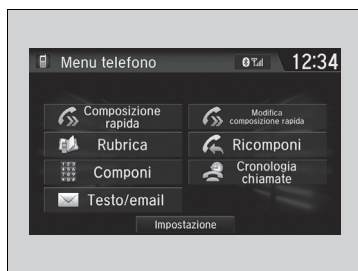 Menu telefono
12:34
Composizione
rapida
Modifica
composizione rapida
Rubrica
Ricomponi
Componi
Cronologia
chiamate
Testo/email
Impostazione